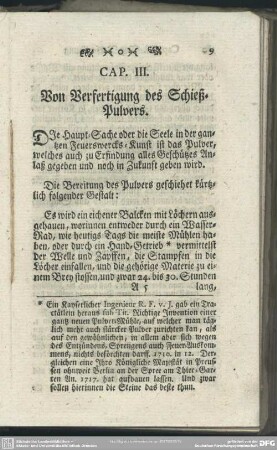 9
CAP. III.
Von Verfertigung des Schieß-
Pulvers.
DIe Haupt-Sache oder die Seele in der gan-
tzen Feuerwercks-Kunst ist das Pulver,
welches auch zu Erfindung alles Geschützes An-
laß gegeben und noch in Zukunft geben wird.
Die Bereitung des Pulvers geschiehet kürtz-
lich folgender Gestalt:
Es wird ein eichener Balcken mit Löchern aus-
gehauen, worinnen entweder durch ein Wasser-
Rad, wie heutigs Tags die meiste Mühlen ha-
ben, oder durch ein Hand-Getrieb * vermittelst
der Welle und Zapffen, die Stampfen in die
Löcher einfallen, und die gehörige Materie zu ei-
nem Brey stossen, und zwar 24. bis 30. Stunden
A 5 lang,
* Ein Kayserlicher Ingenieur R. F. v. J. gab ein Tra-
ctätlein heraus sub Tit. Richtige Invention einer
gantz neuen Pulver-Mühle, auf welcher man täg-
lich mehr auch stärcker Pulver zurichten kan, als
auf den gewöhnlichen, in allem aber sich wegen
des Entzündens, Sprengens und Feuer-Auskom-
mens, nichts befürchten darff. 1710. in 12. Der-
gleichen eine Ihro Königliche Majestät in Preuss-
sen ohnweit Berlin an der Spree am Thier-Gar-
ten An. 1717. hat aufbauen lassen. Und zwar
sollen hierinnen die Steine das beste thun.